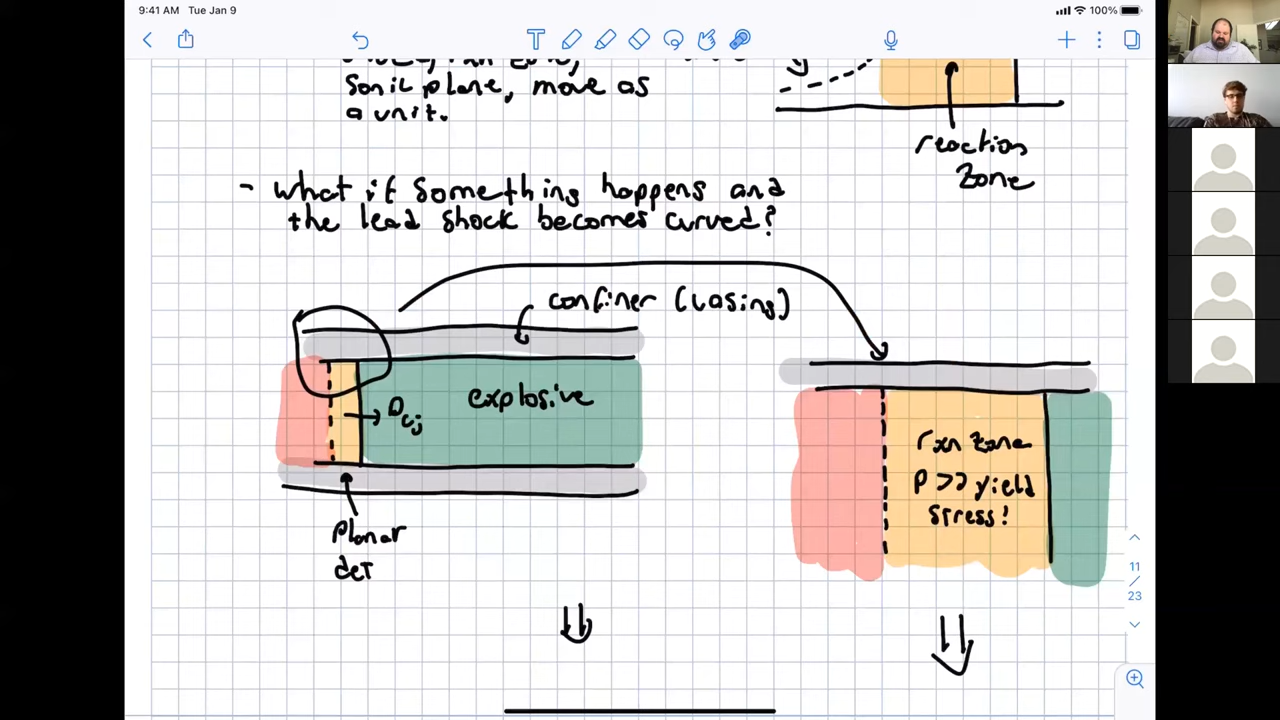 9:41 AM Tue Jan 9
100%
Sonic plane, move as
a unit.
reaction
zone
- what if something happens and
the lead shock becomes curved?
confiner (casing)
explosive
Dcj
rxn zone
P >> yield
stress!
Planar
det
11
/
23